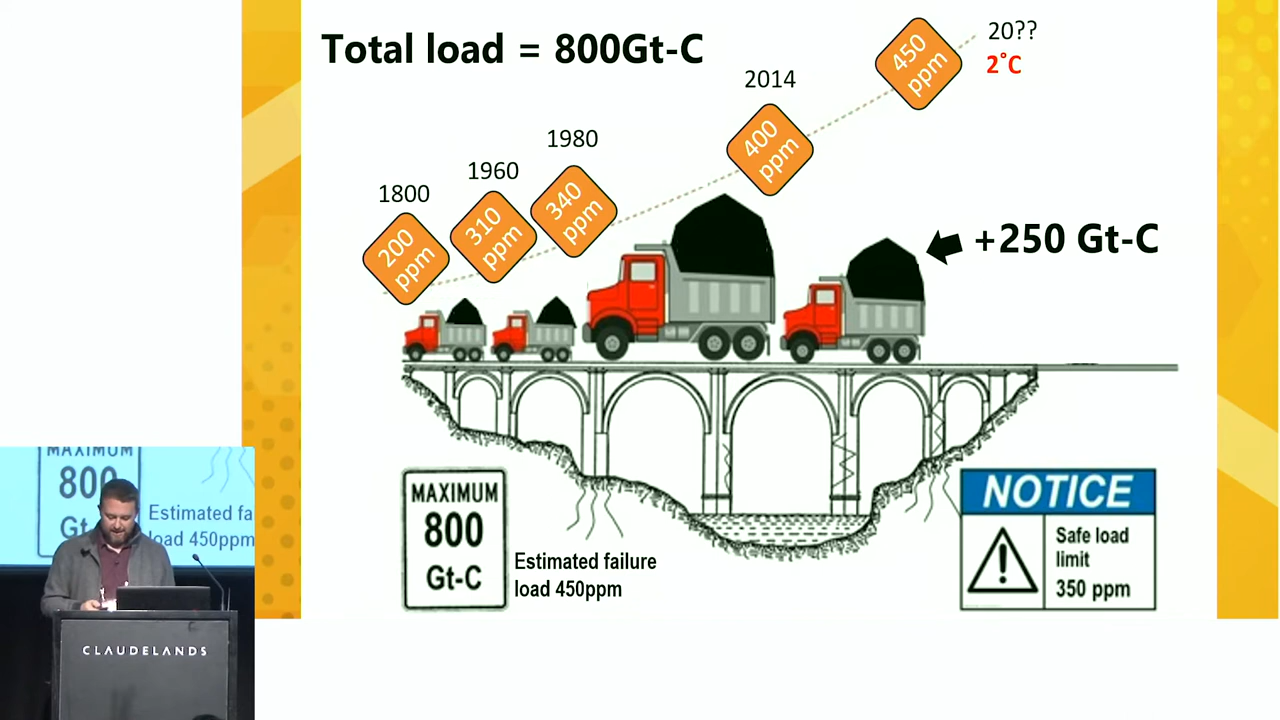 Total load = 800Gt-C
20??
2°C
450
ppm
2014
400
ppm
1980
340
ppm
1960
310
ppm
1800
200
ppm
+250 Gt-C
MAXIMUM
800
Gt-C
Estimated failure
load 450ppm
NOTICE
Safe load
limit
350 ppm
MAXIMUM
800
Gt
Estimated fa
load 450ppm
CLAUDELANDS